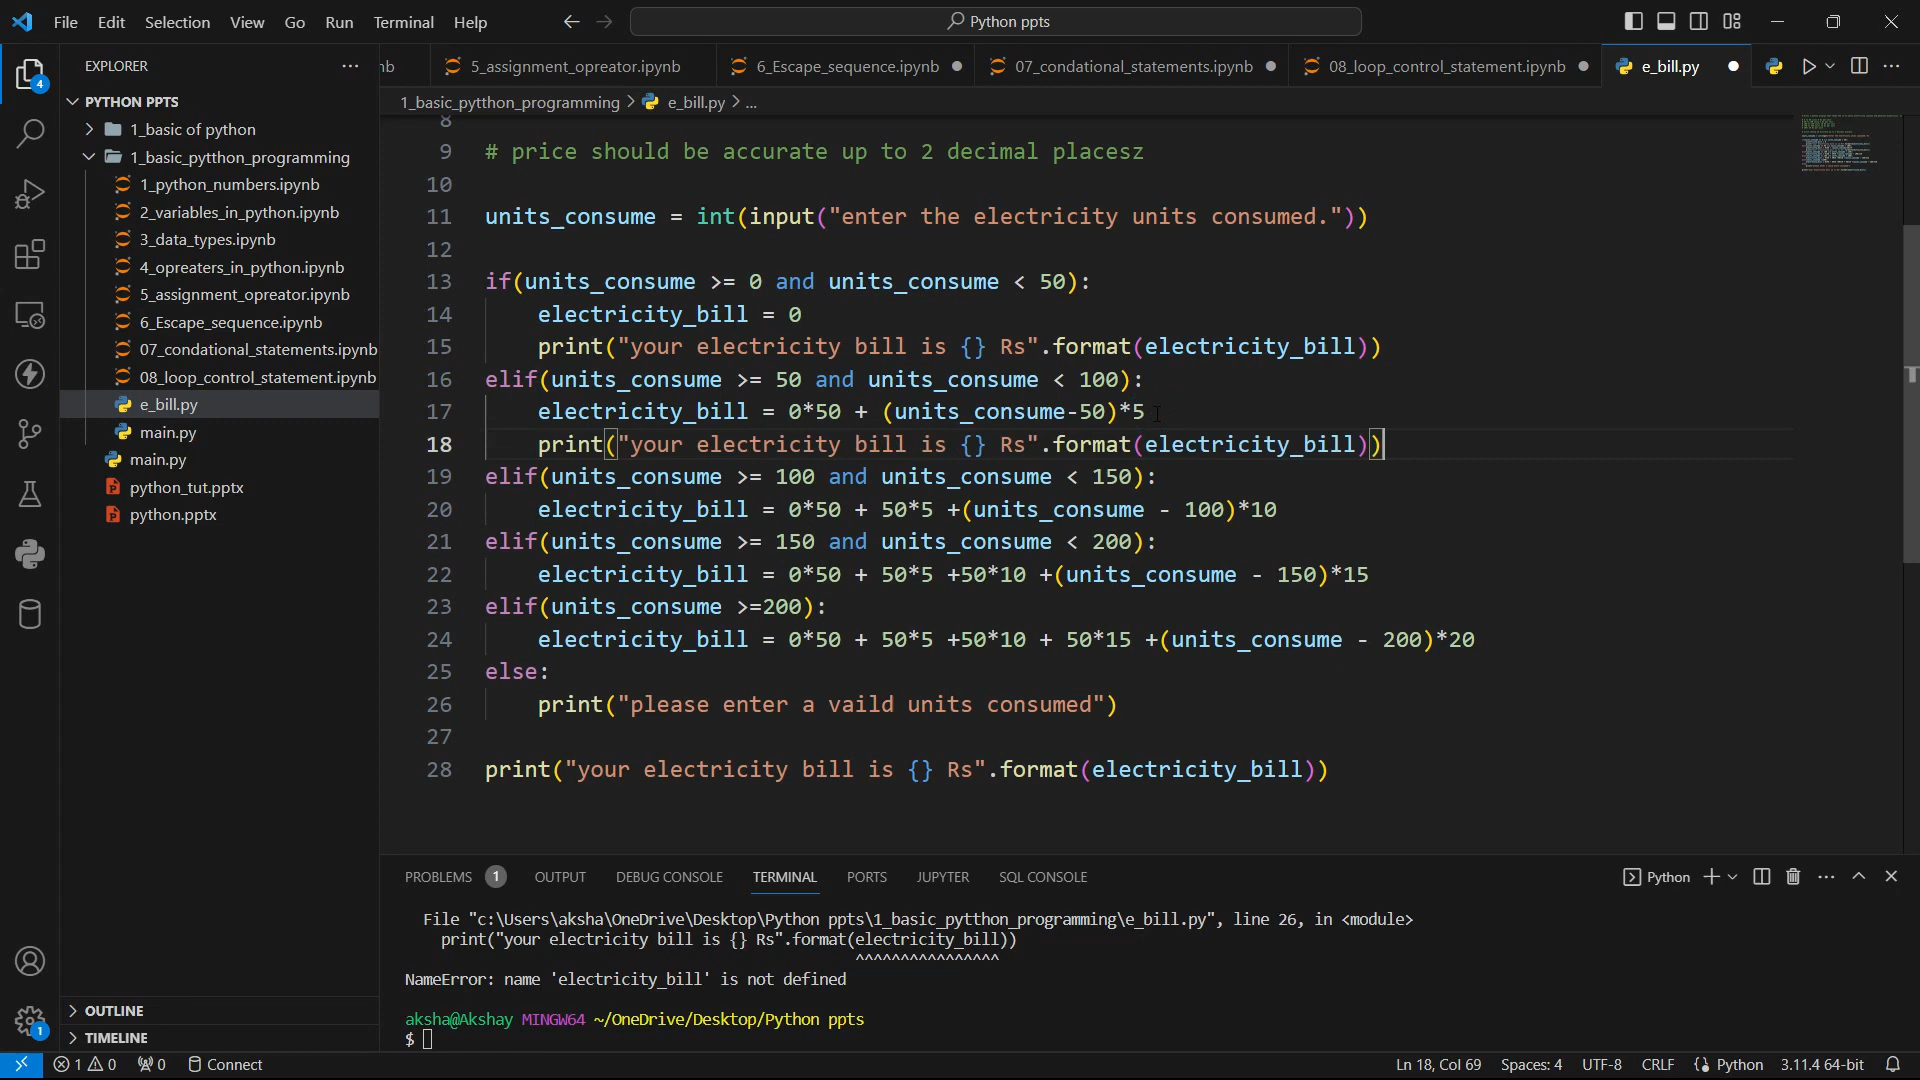 File Edit Selection View Go Run Terminal Help
Python ppts
EXPLORER
nb 5_assignment_opreator.ipynb 6_Escape_sequence.ipynb 07_condational_statements.ipynb 08_loop_control_statement.ipynb e_bill.py
1_basic_pytthon_programming > e_bill.py > ...
4
PYTHON PPTS
1_basic of python
1_basic_pytthon_programming
1_python_numbers.ipynb
2_variables_in_python.ipynb
3_data_types.ipynb
4_opreaters_in_python.ipynb
5_assignment_opreator.ipynb
6_Escape_sequence.ipynb
07_condational_statements.ipynb
08_loop_control_statement.ipynb
e_bill.py
main.py
main.py
python_tut.pptx
python.pptx
OUTLINE
TIMELINE
8
9 # price should be accurate up to 2 decimal placesz
10
11 units_consume = int(input("enter the electricity units consumed."))
12
13 if(units_consume >= 0 and units_consume < 50):
14 electricity_bill = 0
15 print("your electricity bill is {} Rs".format(electricity_bill))
16 elif(units_consume >= 50 and units_consume < 100):
17 electricity_bill = 0*50 + (units_consume-50)*5
18 print("your electricity bill is {} Rs".format(electricity_bill))
19 elif(units_consume >= 100 and units_consume < 150):
20 electricity_bill = 0*50 + 50*5 +(units_consume - 100)*10
21 elif(units_consume >= 150 and units_consume < 200):
22 electricity_bill = 0*50 + 50*5 +50*10 +(units_consume - 150)*15
23 elif(units_consume >=200):
24 electricity_bill = 0*50 + 50*5 +50*10 + 50*15 +(units_consume - 200)*20
25 else:
26 print("please enter a vaild units consumed")
27
28 print("your electricity bill is {} Rs".format(electricity_bill))
PROBLEMS 1 OUTPUT DEBUG CONSOLE TERMINAL PORTS JUPYTER SQL CONSOLE
Python
File "c:\Users\aksha\OneDrive\Desktop\Python ppts\1_basic_pytthon_programming\e_bill.py", line 26, in <module>
print("your electricity bill is {} Rs".format(electricity_bill))
^^^^^^^^^^^^^^^^
NameError: name 'electricity_bill' is not defined
aksha@Akshay MINGW64 ~/OneDrive/Desktop/Python ppts
$
1
1 0 0 Connect
Ln 18, Col 69 Spaces: 4 UTF-8 CRLF Python 3.11.4 64-bit